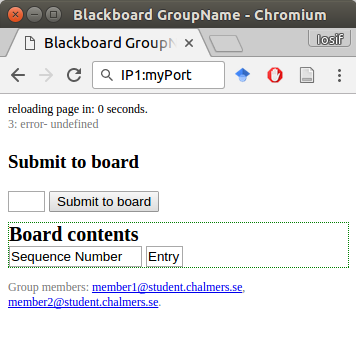 Blackboard GroupName - Chromium
Blackboard GroupN
Iosif
IP1:myPort
reloading page in: 0 seconds.
3: error- undefined
Submit to board
Submit to board
Board contents
Sequence Number Entry
Group members: member1@student.chalmers.se,
member2@student.chalmers.se.